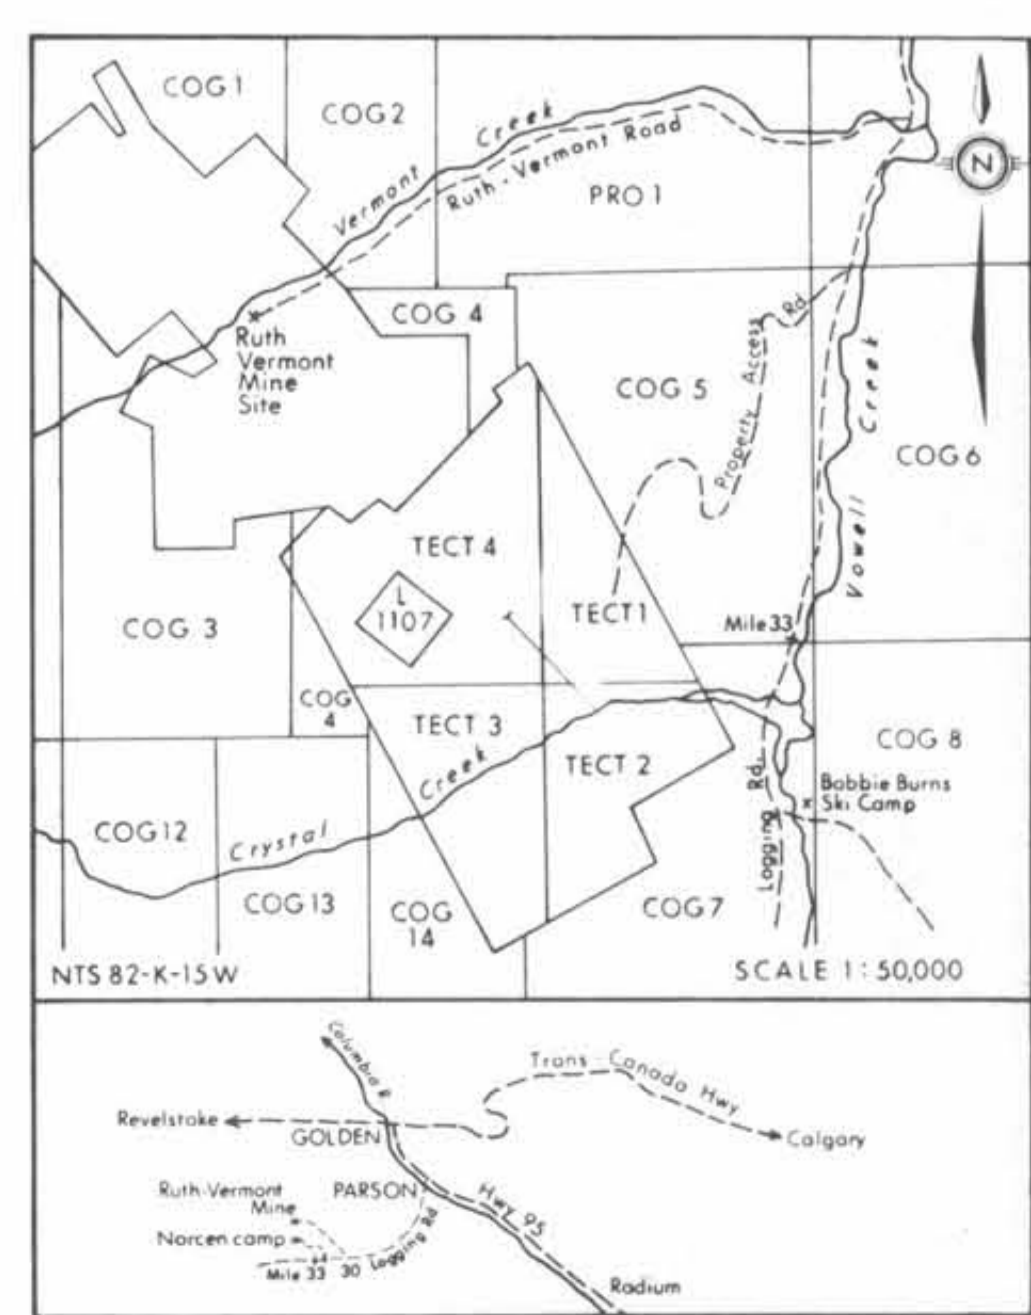 COG 1
COG 2
Vermont Creek
Ruth - Vermont Road
PRO 1
N
COG 4
Ruth
Vermont
Mine
Site
COG 5
Property Access Rd
Vowell Creek
COG 6
TECT 4
L
1107
TECT 1
Mile 33
COG 3
COG
4
TECT 3
TECT 2
COG 8
Bobbie Burns
Ski Camp
Logging Rd.
Crystal Creek
COG 12
COG 13
COG
14
COG 7
NTS 82-K-15W
SCALE 1 : 50,000
Columbia R.
Trans - Canada Hwy
Revelstoke
GOLDEN
Calgary
Ruth-Vermont
Mine
PARSON
Hwy 95
Norcen camp
Mile 33 30 Logging Rd
Radium